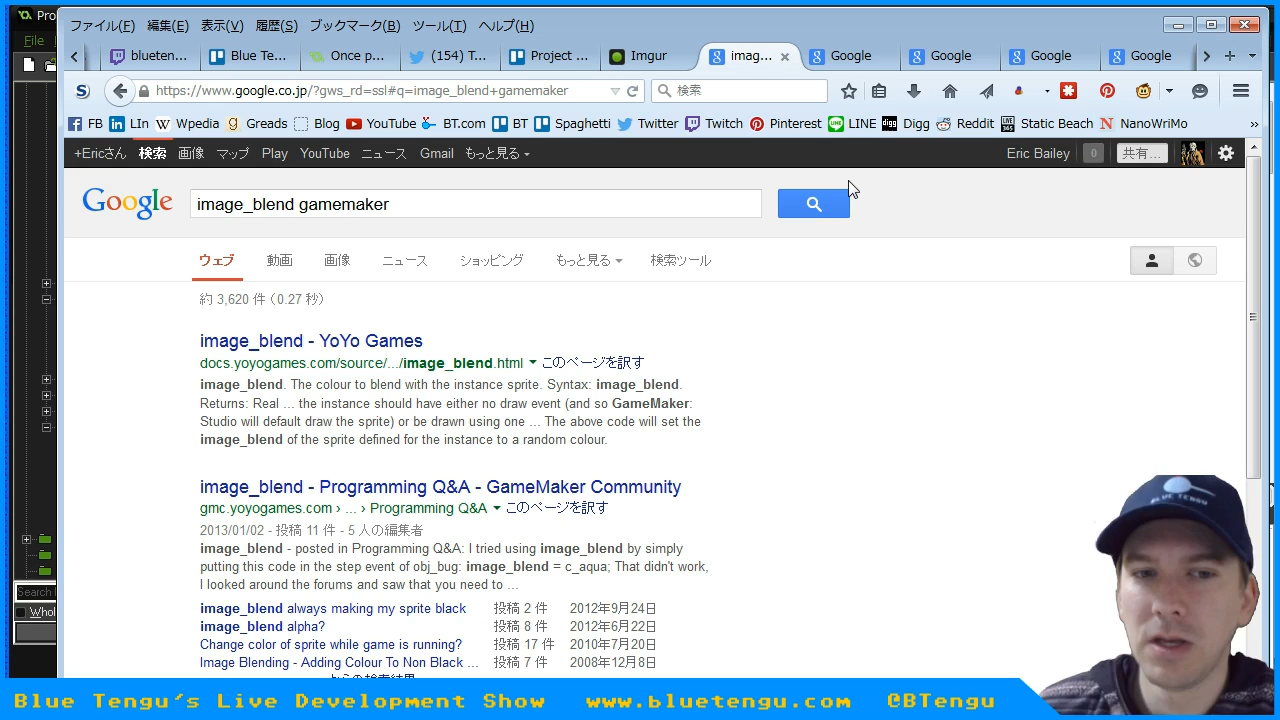 Pro
File
Search
Whol
ファイル(F) 編集(E) 表示(V) 履歴(S) ブックマーク(B) ツール(T) ヘルプ(H)
blueten... Blue Te... Once p... (154) T... Project ... Imgur imag... Google Google Google Google
https://www.google.co.jp/?gws_rd=ssl#q=image_blend+gamemaker 検索
FB LIn Wpedia Greads Blog YouTube BT.com BT Spaghetti Twitter Twitch Pinterest LINE Digg Reddit Static Beach NanoWriMo »
+Ericさん 検索 画像 マップ Play YouTube ニュース Gmail もっと見る Eric Bailey 0 共有...
Google image_blend gamemaker
ウェブ 動画 画像 ニュース ショッピング もっと見る 検索ツール
約 3,620 件 (0.27 秒)
image_blend - YoYo Games
docs.yoyogames.com/source/.../image_blend.html このページを訳す
image_blend. The colour to blend with the instance sprite. Syntax: image_blend.
Returns: Real ... the instance should have either no draw event (and so GameMaker:
Studio will default draw the sprite) or be drawn using one ... The above code will set the
image_blend of the sprite defined for the instance to a random colour.
image_blend - Programming Q&A - GameMaker Community
gmc.yoyogames.com › ... › Programming Q&A このページを訳す
2013/01/02 - 投稿 11 件 - 5 人の編集者
image_blend - posted in Programming Q&A: I tried using image_blend by simply
putting this code in the step event of obj_bug: image_blend = c_aqua; That didn't work,
I looked around the forums and saw that you need to ...
image_blend always making my sprite black 投稿 2 件 2012年9月24日
image_blend alpha? 投稿 8 件 2012年6月22日
Change color of sprite while game is running? 投稿 17 件 2010年7月20日
Image Blending - Adding Colour To Non Black ... 投稿 7 件 2008年12月8日
BLUE TENGU
Blue Tengu's Live Development Show www.bluetengu.com @BTengu